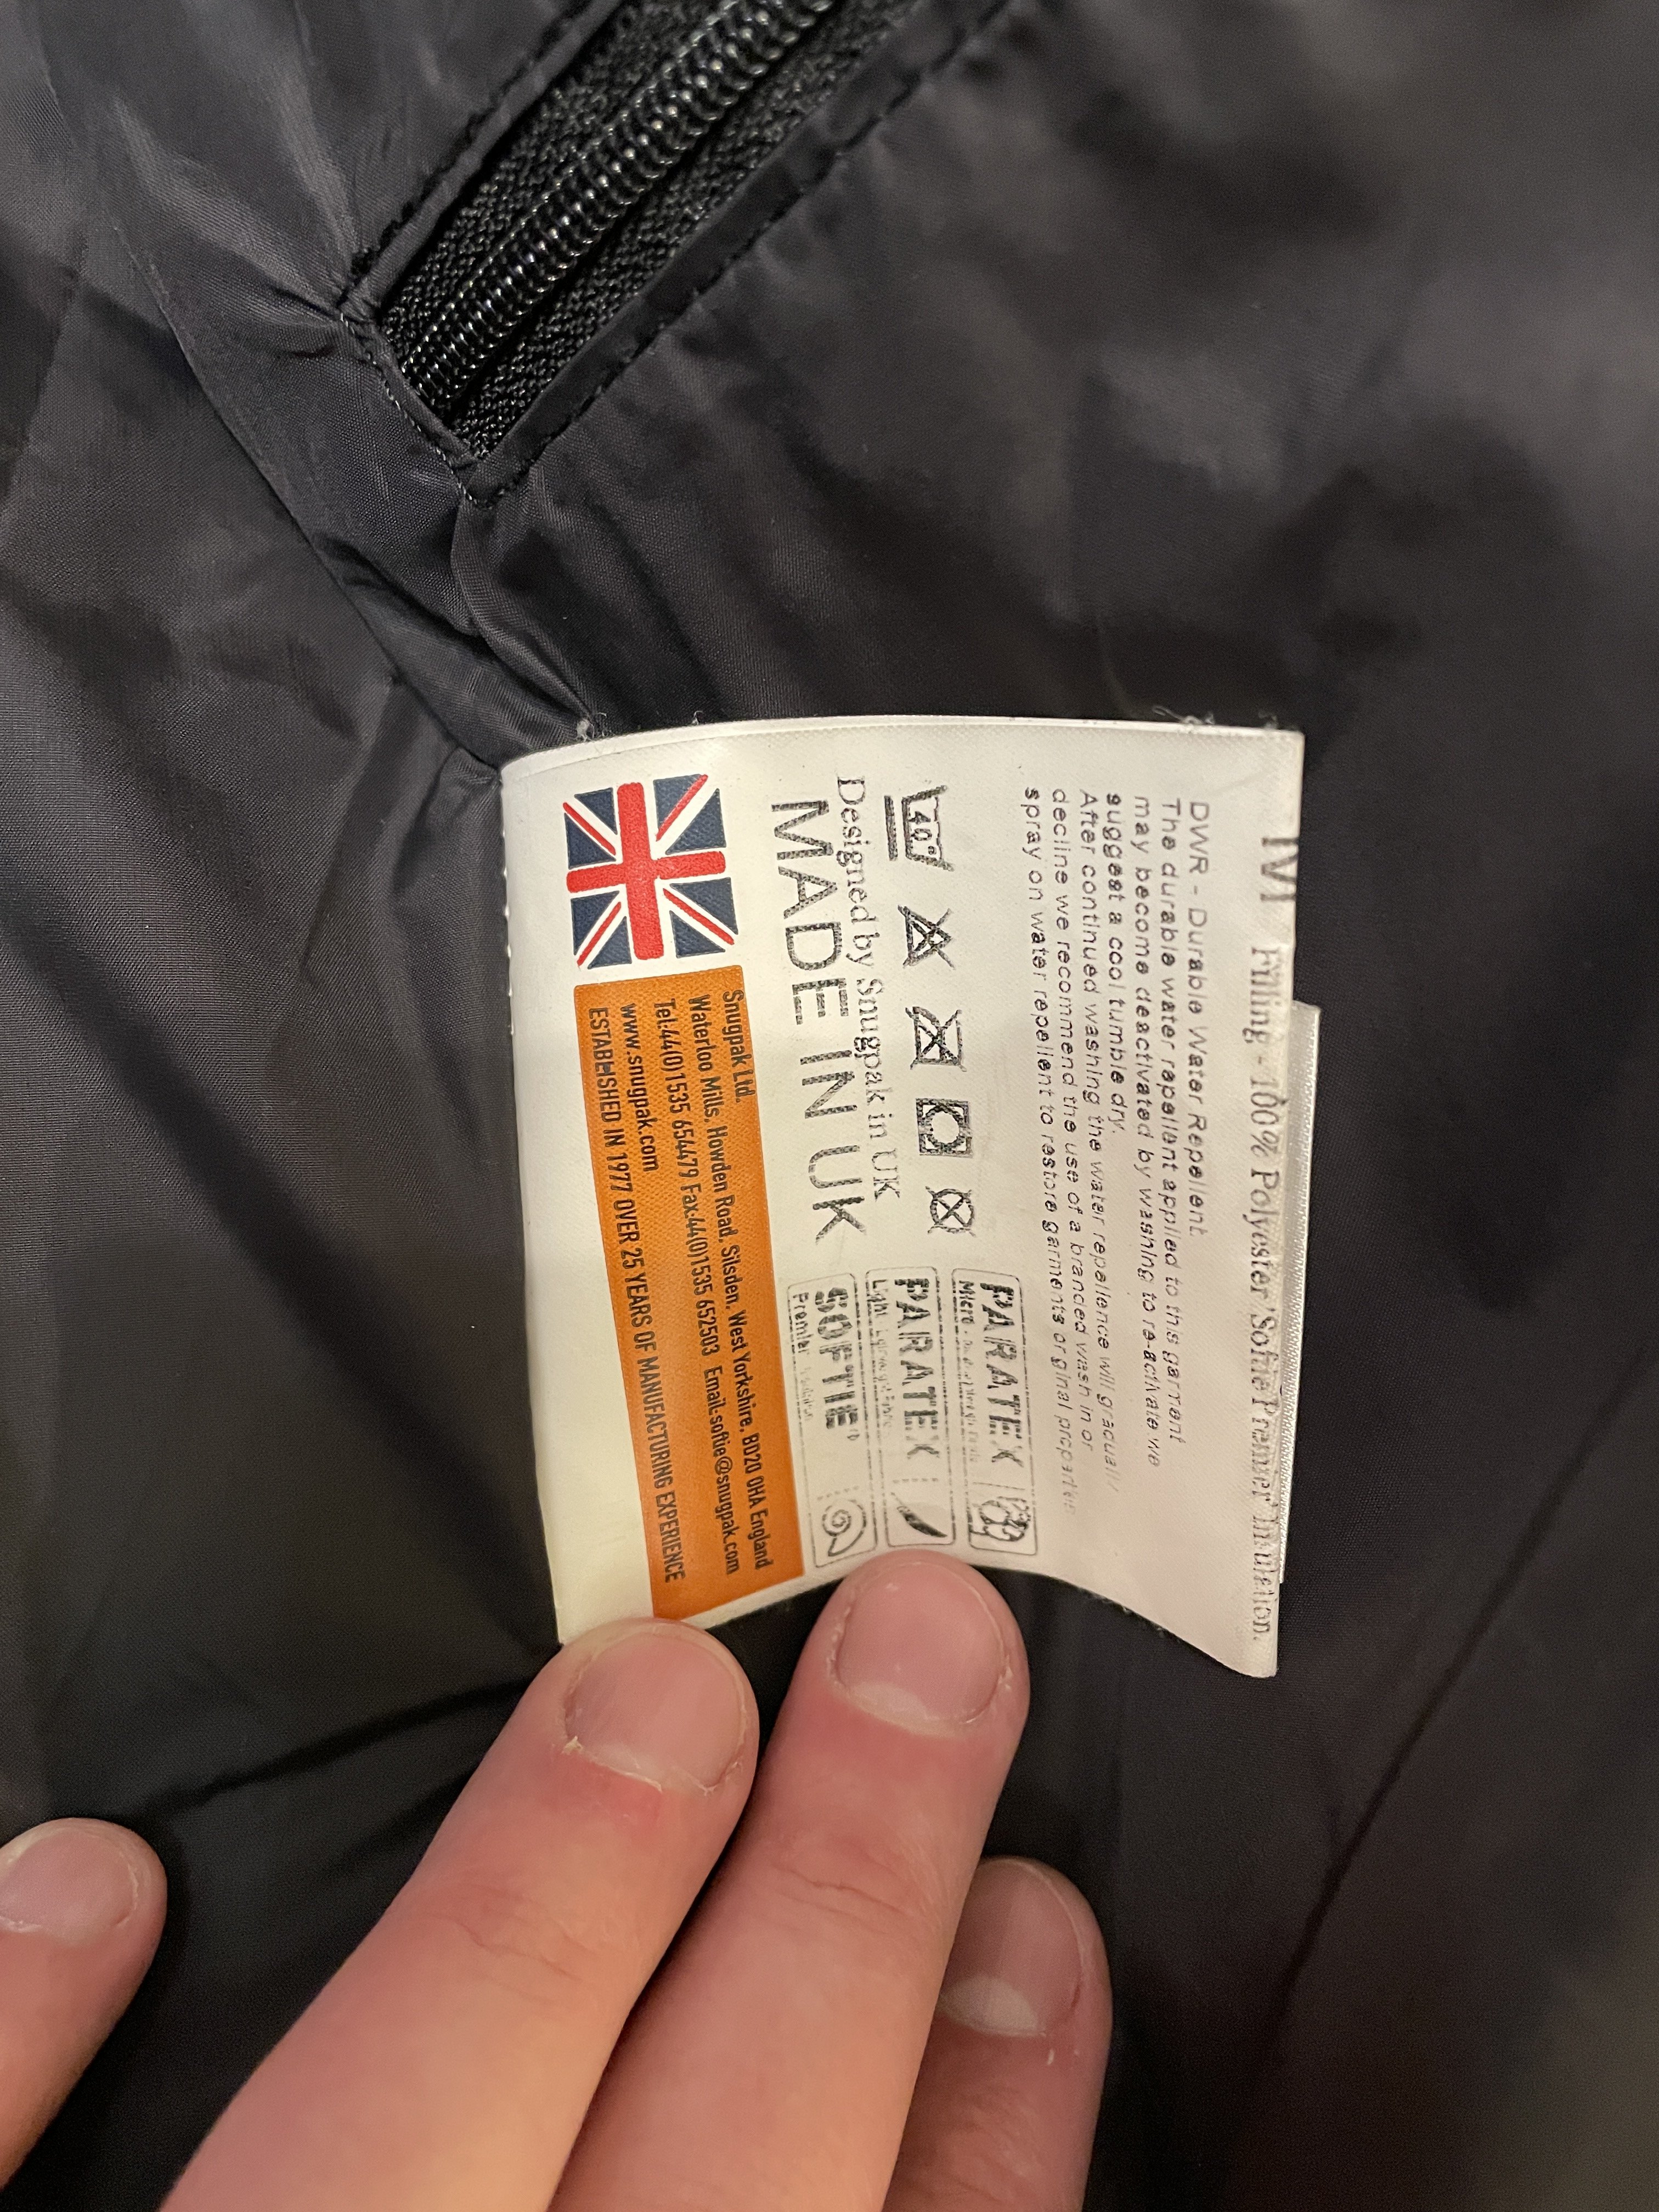 M
Filling - 100% Polyester 'Softie Premier' Insulation.
DWR - Durable Water Repellent.
The durable water repellant applied to this garment
may become deactivated by washing to re-activate we
suggest a cool tumble dry.
After continued washing the water repellence will gradually
decline we recommend the use of a branded wash in or
spray on water repellent to restore garments original
40°
PARATEX
Micro
PARATEX
Light
SOFTIE
Premier
Designed by Snugpak in UK
MADE IN UK
Snugpak Ltd.
Waterloo Mills, Howden Road, Silsden, West Yorkshire, BD20 0HA England
Tel:44(0)1535 654479 Fax:44(0)1535 652503 Email:softie@snugpak.com
www.snugpak.com
ESTABLISHED IN 1977 OVER 25 YEARS OF MANUFACTURING EXPERIENCE